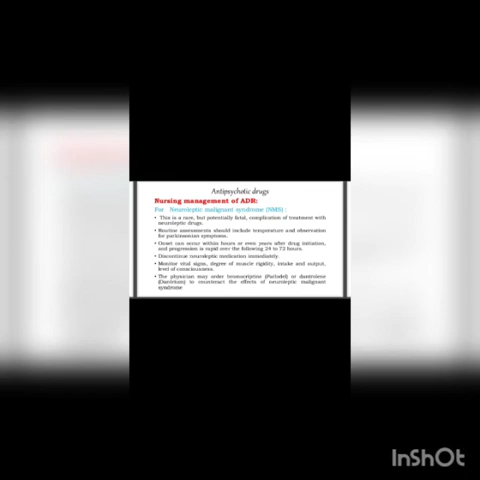 Antipsychotic drugs
Nursing management of ADR:
For Neuroleptic malignant syndrome (NMS) :
• This is a rare, but potentially fatal, complication of treatment with
neuroleptic drugs.
• Routine assessments should include temperature and observation
for parkinsonian symptoms.
• Onset can occur within hours or even years after drug initiation,
and progression is rapid over the following 24 to 72 hours.
• Discontinue neuroleptic medication immediately.
• Monitor vital signs, degree of muscle rigidity, intake and output,
level of consciousness.
• The physician may order bromocriptine (Parlodel) or dantrolene
(Dantrium) to counteract the effects of neuroleptic malignant
syndrome
InShOt